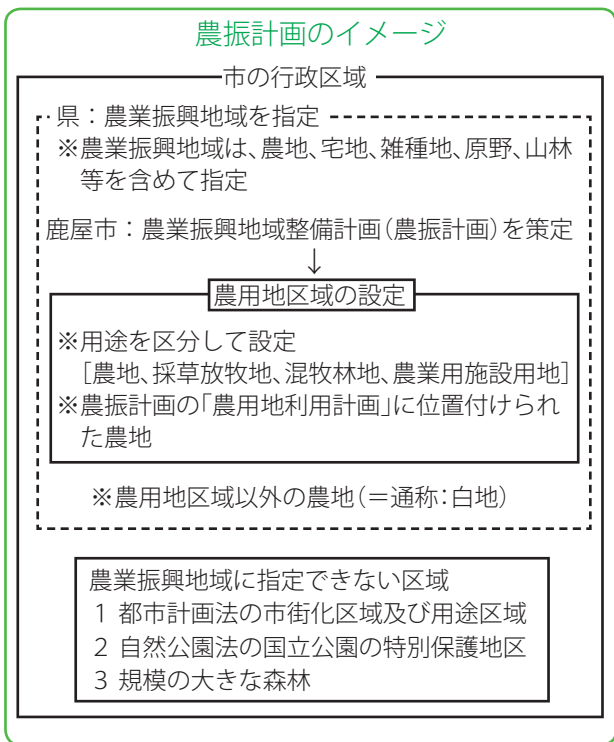 農振計画のイメージ
市の行政区域
県：農業振興地域を指定
※農業振興地域は、農地、宅地、雑種地、原野、山林
等を含めて指定
鹿屋市：農業振興地域整備計画（農振計画）を策定
↓
農用地区域の設定
※用途を区分して設定
［農地、採草放牧地、混牧林地、農業用施設用地］
※農振計画の「農用地利用計画」に位置付けられ
た農地
※農用地区域以外の農地（＝通称：白地）
農業振興地域に指定できない区域
1 都市計画法の市街化区域及び用途区域
2 自然公園法の国立公園の特別保護地区
3 規模の大きな森林